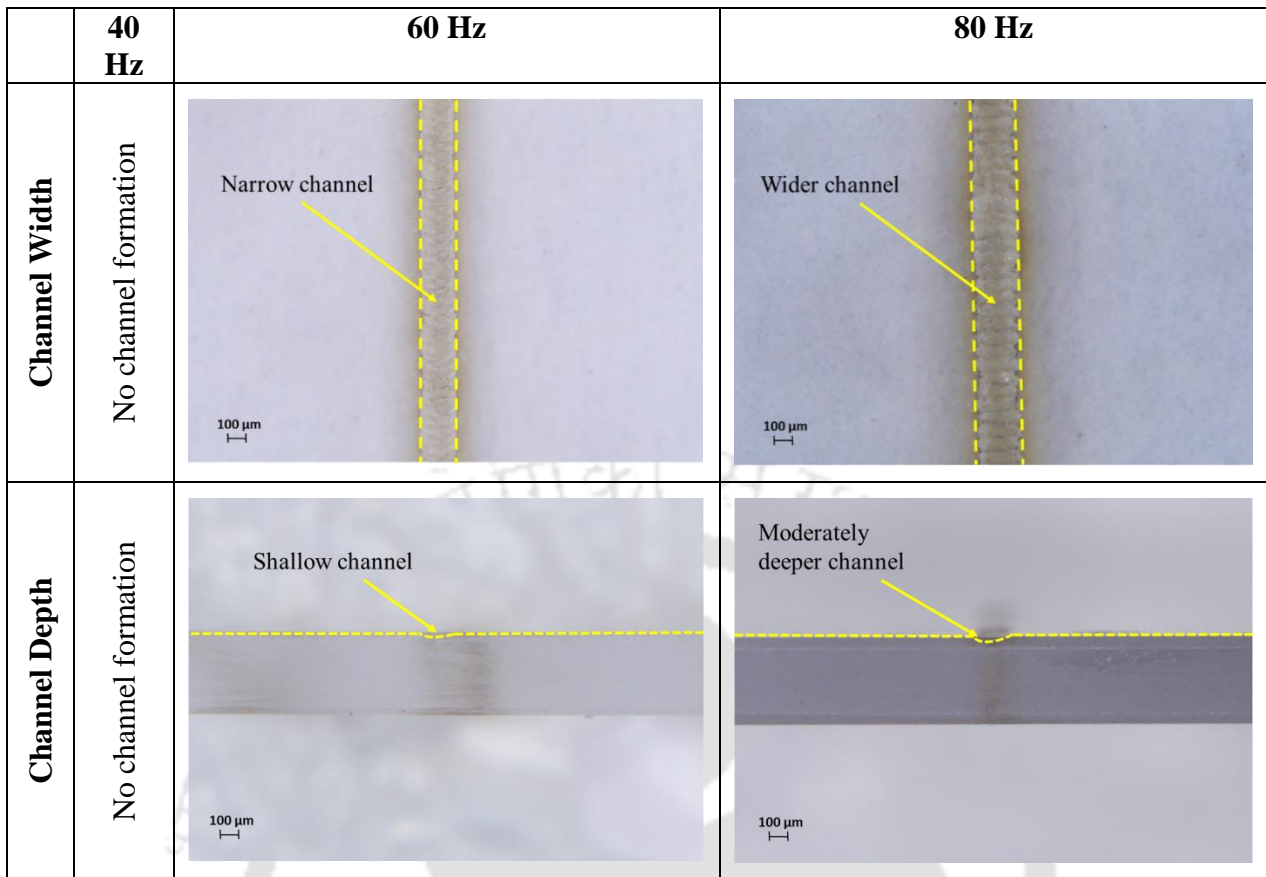 40
Hz
60 Hz
80 Hz
Channel Width
No channel formation
Narrow channel
100 µm
Wider channel
100 µm
Channel Depth
No channel formation
Shallow channel
100 µm
Moderately
deeper channel
100 µm